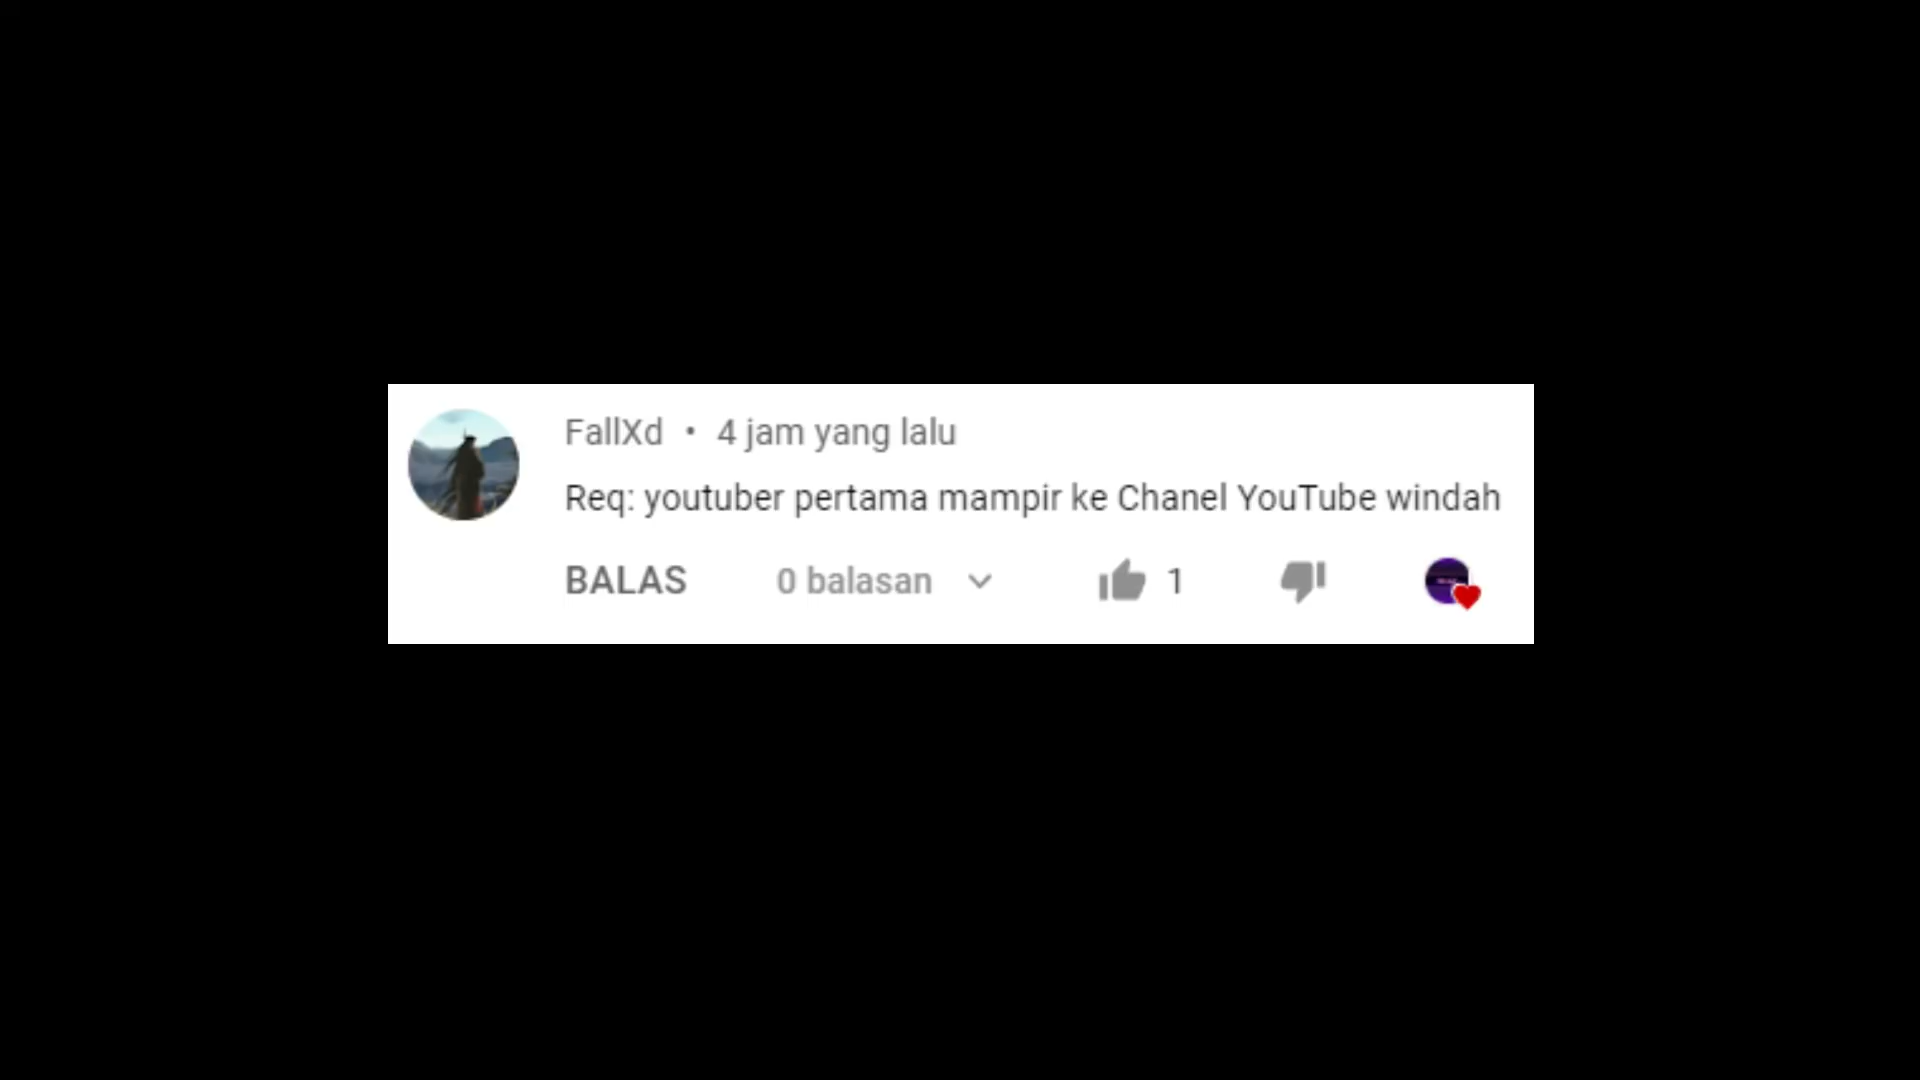 FallXd • 4 jam yang lalu
Req: youtuber pertama mampir ke Chanel YouTube windah
BALAS 0 balasan 1